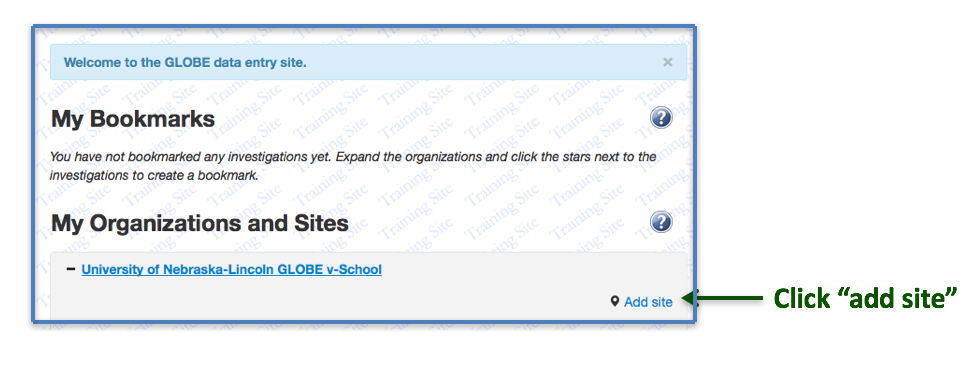 Welcome to the GLOBE data entry site. ×
My Bookmarks ?
You have not bookmarked any investigations yet. Expand the organizations and click the stars next to the
investigations to create a bookmark.
My Organizations and Sites ?
− University of Nebraska-Lincoln GLOBE v-School
Add site
Click “add site”
Training Site